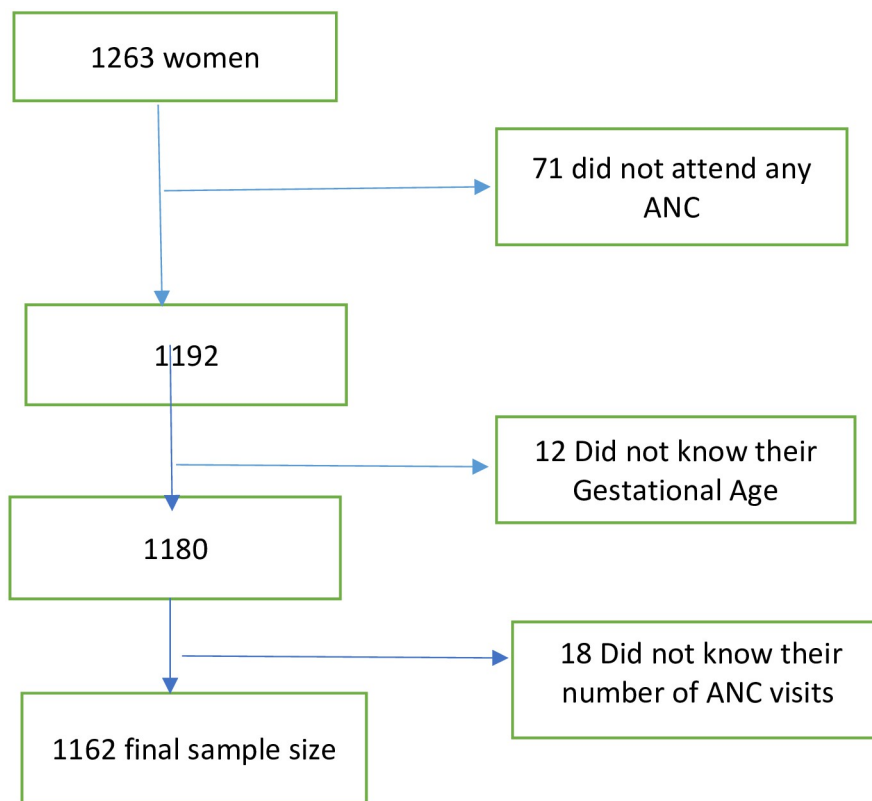 1263 women
71 did not attend any
ANC
1192
12 Did not know their
Gestational Age
1180
18 Did not know their
number of ANC visits
1162 final sample size